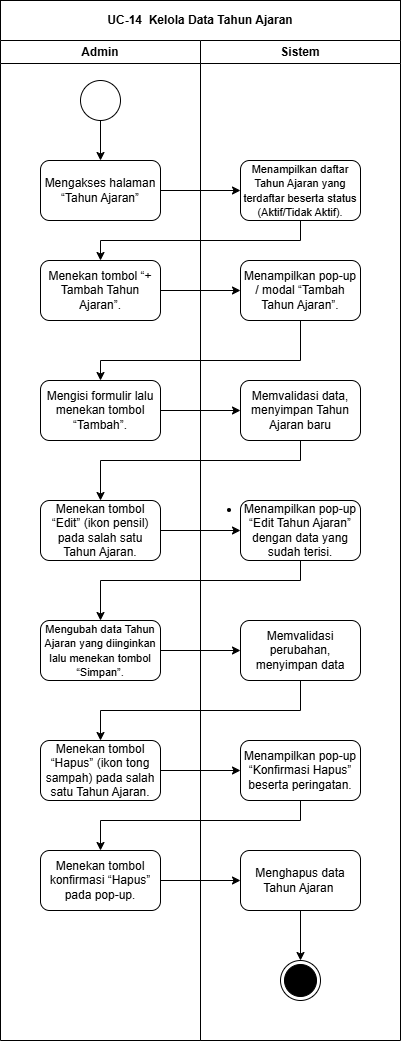 UC-14  Kelola Data Tahun Ajaran
Admin
Sistem
Mengakses halaman
“Tahun Ajaran”
Menampilkan daftar
Tahun Ajaran yang
terdaftar beserta status
(Aktif/Tidak Aktif).
Menekan tombol “+
Tambah Tahun
Ajaran”.
Menampilkan pop-up
/ modal “Tambah
Tahun Ajaran”.
Mengisi formulir lalu
menekan tombol
“Tambah”.
Memvalidasi data,
menyimpan Tahun
Ajaran baru
Menekan tombol
“Edit” (ikon pensil)
pada salah satu
Tahun Ajaran.
• Menampilkan pop-up
“Edit Tahun Ajaran”
dengan data yang
sudah terisi.
Mengubah data Tahun
Ajaran yang diinginkan
lalu menekan tombol
“Simpan”.
Memvalidasi
perubahan,
menyimpan data
Menekan tombol
“Hapus” (ikon tong
sampah) pada salah
satu Tahun Ajaran.
Menampilkan pop-up
“Konfirmasi Hapus”
beserta peringatan.
Menekan tombol
konfirmasi “Hapus”
pada pop-up.
Menghapus data
Tahun Ajaran